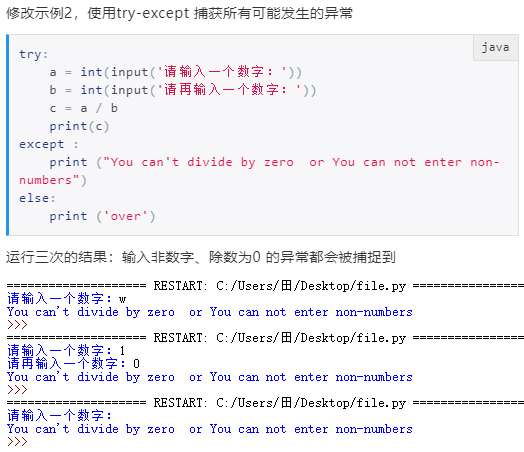 修改示例2，使用try-except 捕获所有可能发生的异常
java
try:
a = int(input('请输入一个数字：'))
b = int(input('请再输入一个数字：'))
c = a / b
print(c)
except :
print ("You can't divide by zero  or You can not enter non-
numbers")
else:
print ('over')
运行三次的结果：输入非数字、除数为0 的异常都会被捕捉到
==================== RESTART: C:/Users/田/Desktop/file.py ================
请输入一个数字：w
You can't divide by zero  or You can not enter non-numbers
>>>
==================== RESTART: C:/Users/田/Desktop/file.py ================
请输入一个数字：1
请再输入一个数字：0
You can't divide by zero  or You can not enter non-numbers
>>>
==================== RESTART: C:/Users/田/Desktop/file.py ================
请输入一个数字：
You can't divide by zero  or You can not enter non-numbers
>>>